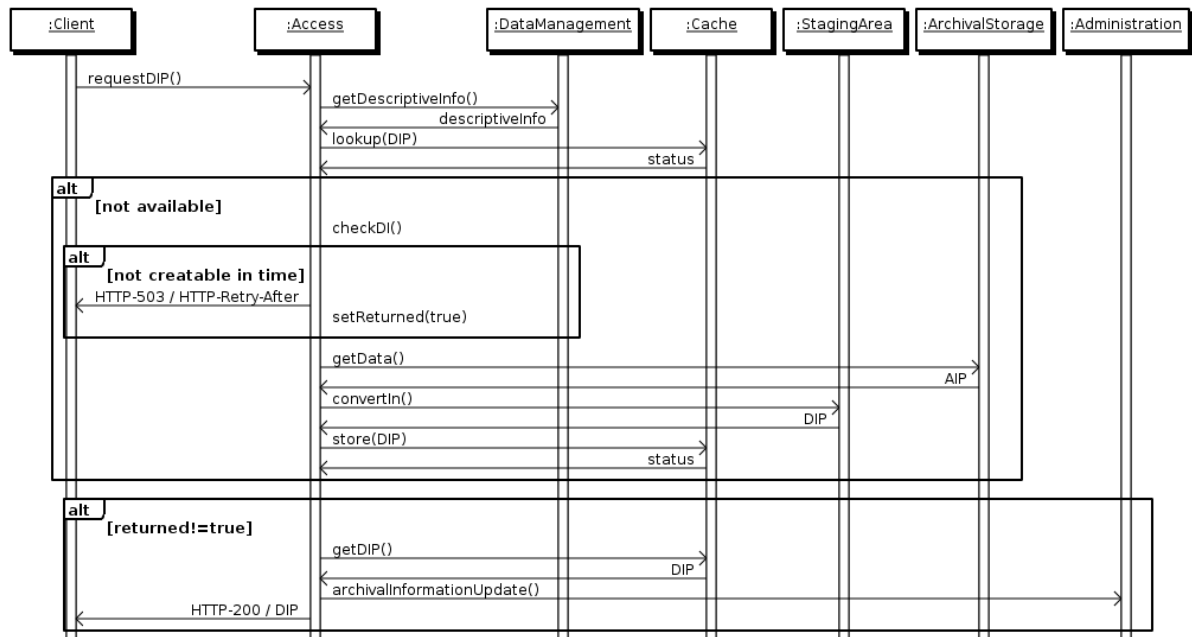 :Client :Access :DataManagement :Cache :StagingArea :ArchivalStorage :Administration
requestDIP()
getDescriptiveInfo()
descriptiveInfo
lookup(DIP)
status
alt
[not available]
checkDI()
alt
[not creatable in time]
HTTP-503 / HTTP-Retry-After
setReturned(true)
getData()
AIP
convertIn()
DIP
store(DIP)
status
alt
[returned!=true]
getDIP()
DIP
archivalInformationUpdate()
HTTP-200 / DIP